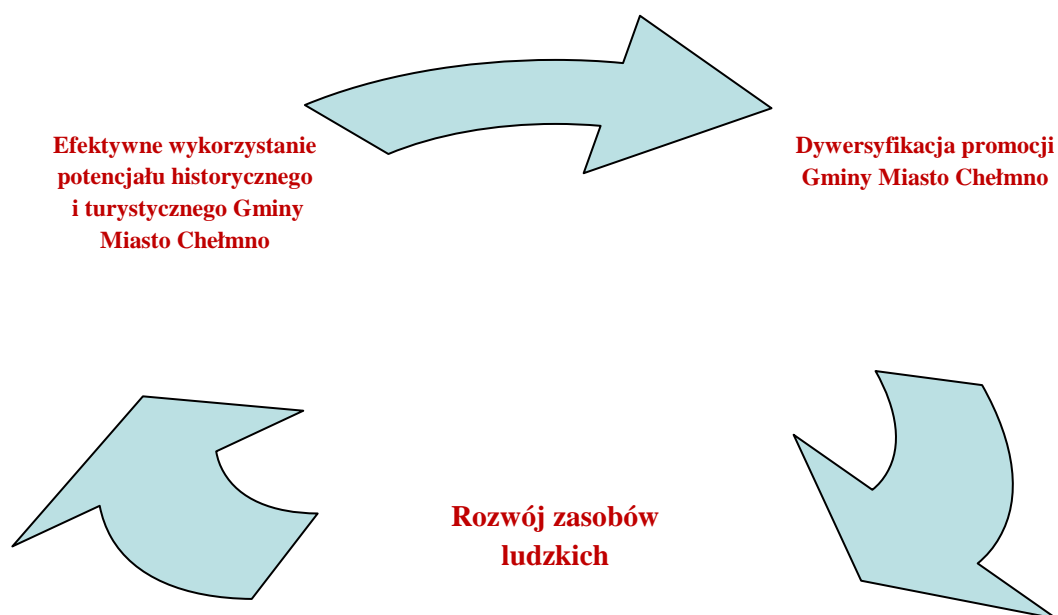 Efektywne wykorzystanie
potencjału historycznego
i turystycznego Gminy
Miasto Chełmno
Dywersyfikacja promocji
Gminy Miasto Chełmno
Rozwój zasobów
ludzkich